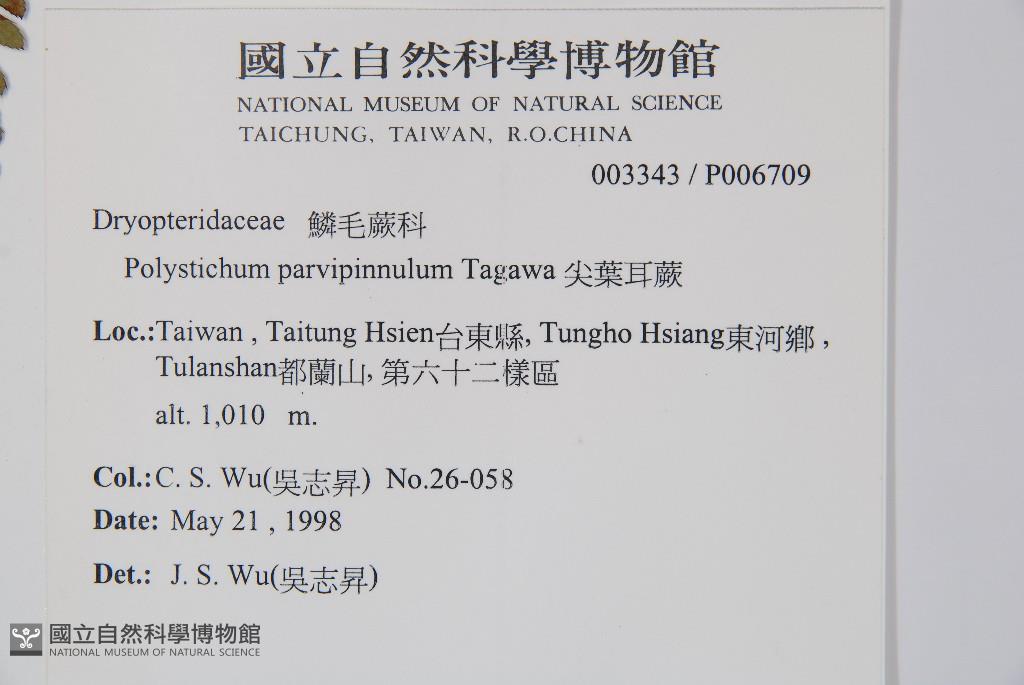 國立自然科學博物館
NATIONAL MUSEUM OF NATURAL SCIENCE
TAICHUNG, TAIWAN, R.O.CHINA
003343 / P006709
Dryopteridaceae 鱗毛蕨科
Polystichum parvipinnulum Tagawa 尖葉耳蕨
Loc.:Taiwan , Taitung Hsien台東縣, Tungho Hsiang東河鄉 ,
Tulanshan都蘭山, 第六十二樣區
alt. 1,010 m.
Col.:C. S. Wu(吳志昇) No.26-058
Date: May 21 , 1998
Det.: J. S. Wu(吳志昇)
國立自然科學博物館
NATIONAL MUSEUM OF NATURAL SCIENCE